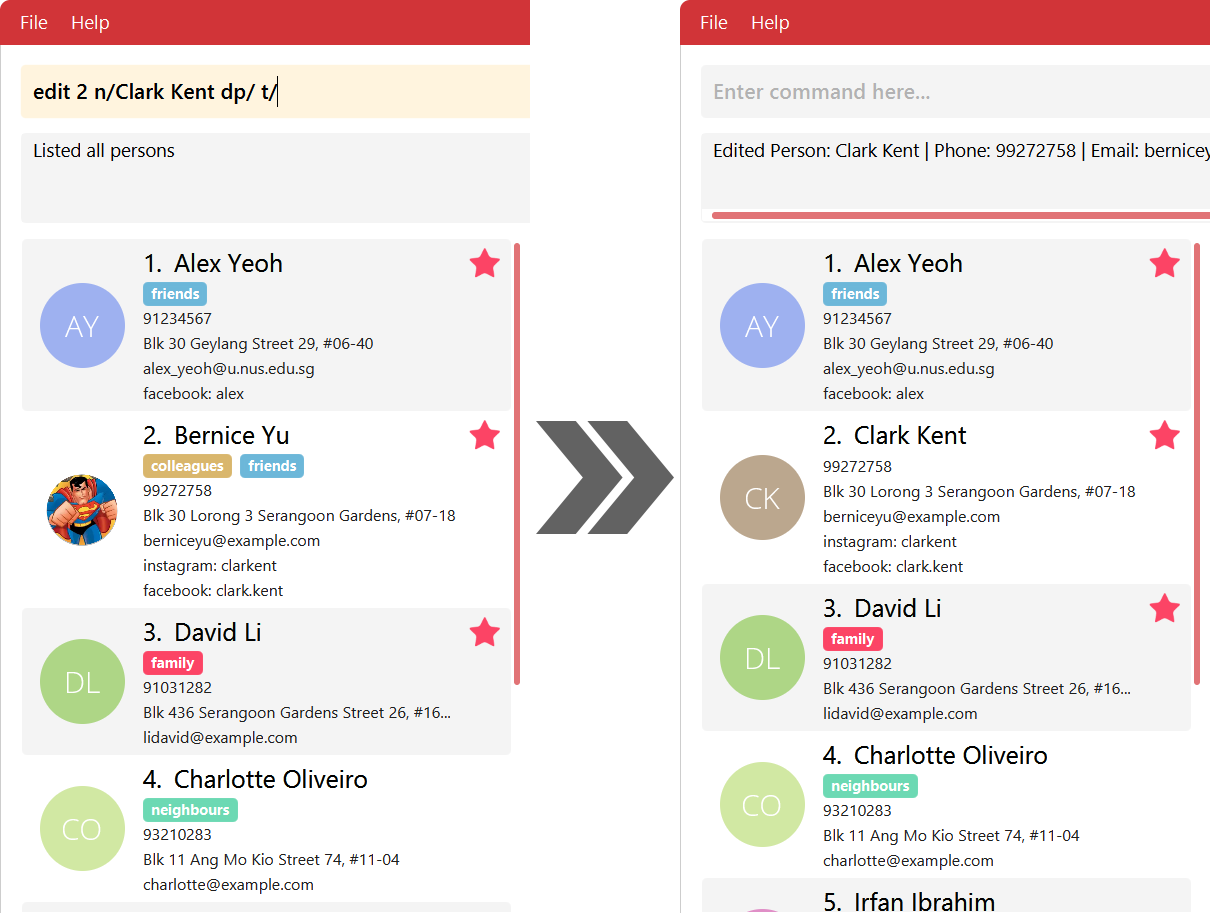 File Help
edit 2 n/Clark Kent dp/ t/
Listed all persons
AY
1. Alex Yeoh
friends
91234567
Blk 30 Geylang Street 29, #06-40
alex_yeoh@u.nus.edu.sg
facebook: alex
2. Bernice Yu
colleagues friends
99272758
Blk 30 Lorong 3 Serangoon Gardens, #07-18
berniceyu@example.com
instagram: clarkent
facebook: clark.kent
DL
3. David Li
family
91031282
Blk 436 Serangoon Gardens Street 26, #16...
lidavid@example.com
CO
4. Charlotte Oliveiro
neighbours
93210283
Blk 11 Ang Mo Kio Street 74, #11-04
charlotte@example.com
File Help
Enter command here...
Edited Person: Clark Kent | Phone: 99272758 | Email: bernicey
AY
1. Alex Yeoh
friends
91234567
Blk 30 Geylang Street 29, #06-40
alex_yeoh@u.nus.edu.sg
facebook: alex
CK
2. Clark Kent
99272758
Blk 30 Lorong 3 Serangoon Gardens, #07-18
berniceyu@example.com
instagram: clarkent
facebook: clark.kent
DL
3. David Li
family
91031282
Blk 436 Serangoon Gardens Street 26, #16...
lidavid@example.com
CO
4. Charlotte Oliveiro
neighbours
93210283
Blk 11 Ang Mo Kio Street 74, #11-04
charlotte@example.com
5. Irfan Ibrahim